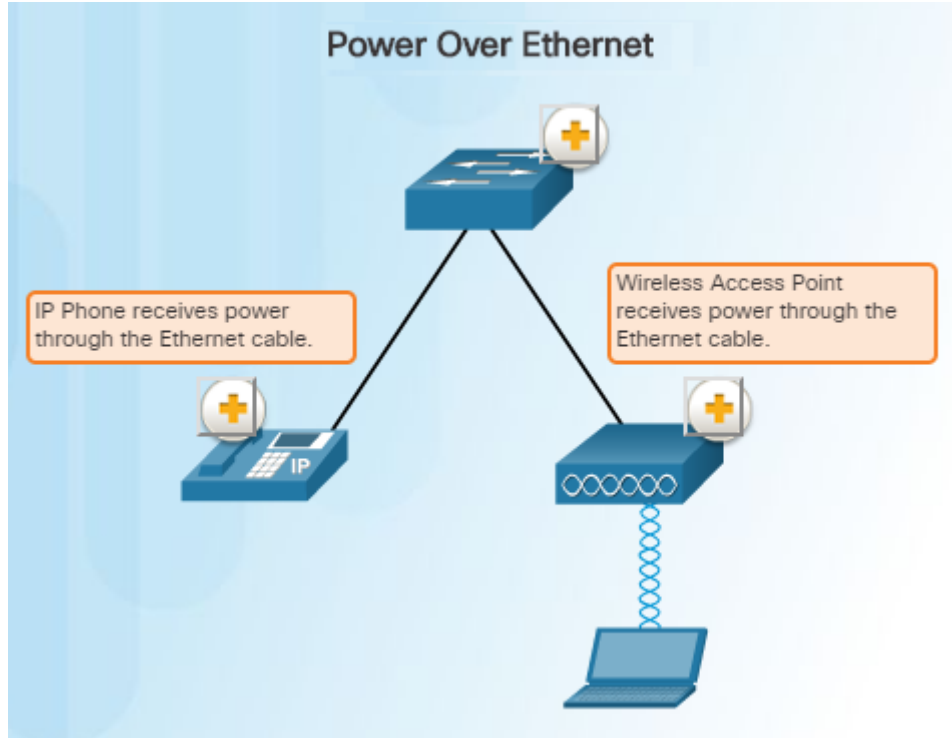 Power Over Ethernet
IP Phone receives power
through the Ethernet cable.
Wireless Access Point
receives power through the
Ethernet cable.
IP